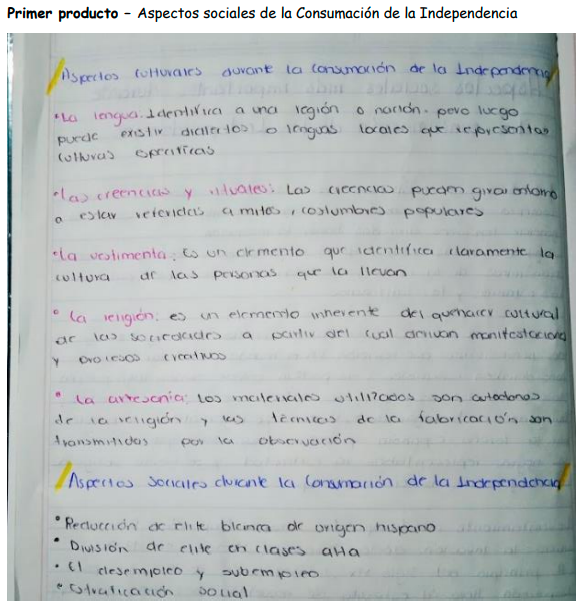 Primer producto – Aspectos sociales de la Consumación de la Independencia
Aspectos culturales durante la consumación de la Independencia
•La lengua. Identifica a una región o nación. pero luego
puede existir dialectos o lenguas locales que representan
culturas específicas
•Las creencias y rituales: Las creencias puedan girar entorno
a estar referidas a mitos, costumbres populares
•La vestimenta: Es un elemento que identifica claramente la
cultura de las personas que la llevan
• La religión: es un elemento inherente del quehacer cultural
de las sociedades a partir del cual derivan manifestaciones
y procesos creativos
• La artesanía: Los materiales utilizados son autóctonas
de la religión y las técnicas de la fabricación son
transmitidas por la observación
Aspectos sociales durante la Consumación de la Independencia
• Reducción de elite blanca de origen hispano
• División de elite en clases alta
• El desempleo y subempleo
• Estratificación social